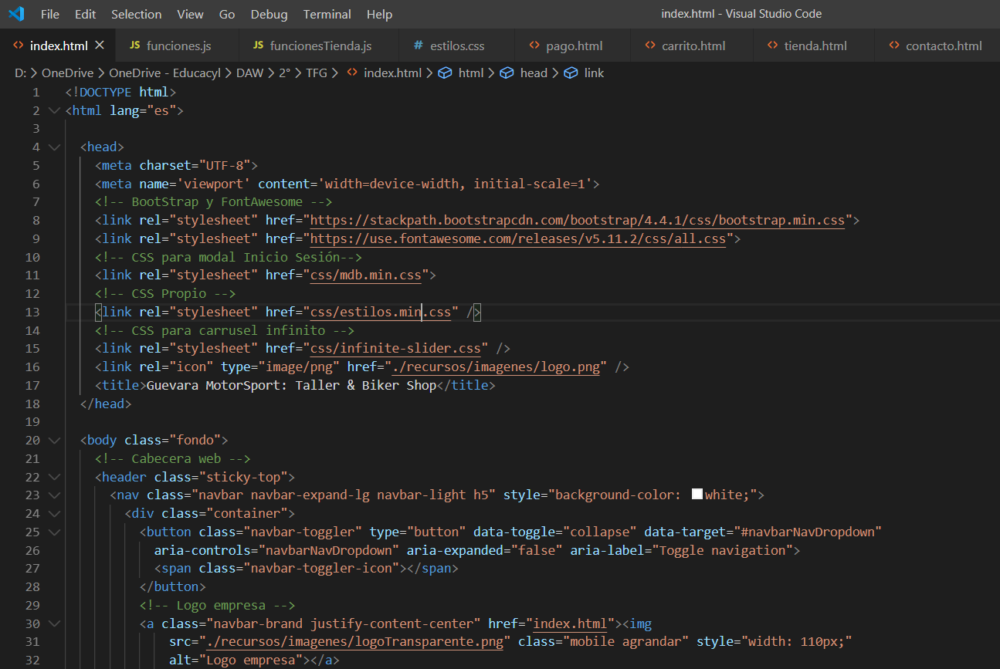 File Edit Selection View Go Debug Terminal Help index.html - Visual Studio Code
index.html JS funciones.js JS funcionesTienda.js # estilos.css pago.html carrito.html tienda.html contacto.html
D: > OneDrive > OneDrive - Educacyl > DAW > 2° > TFG > index.html > html > head > link
1 <!DOCTYPE html>
2 <html lang="es">
3
4 <head>
5 <meta charset="UTF-8">
6 <meta name='viewport' content='width=device-width, initial-scale=1'>
7 <!-- BootStrap y FontAwesome -->
8 <link rel="stylesheet" href="https://stackpath.bootstrapcdn.com/bootstrap/4.4.1/css/bootstrap.min.css">
9 <link rel="stylesheet" href="https://use.fontawesome.com/releases/v5.11.2/css/all.css">
10 <!-- CSS para modal Inicio Sesión-->
11 <link rel="stylesheet" href="css/mdb.min.css">
12 <!-- CSS Propio -->
13 <link rel="stylesheet" href="css/estilos.min.css" />
14 <!-- CSS para carrusel infinito -->
15 <link rel="stylesheet" href="css/infinite-slider.css" />
16 <link rel="icon" type="image/png" href="./recursos/imagenes/logo.png" />
17 <title>Guevara MotorSport: Taller & Biker Shop</title>
18 </head>
19
20 <body class="fondo">
21 <!-- Cabecera web -->
22 <header class="sticky-top">
23 <nav class="navbar navbar-expand-lg navbar-light h5" style="background-color: white;">
24 <div class="container">
25 <button class="navbar-toggler" type="button" data-toggle="collapse" data-target="#navbarNavDropdown"
26 aria-controls="navbarNavDropdown" aria-expanded="false" aria-label="Toggle navigation">
27 <span class="navbar-toggler-icon"></span>
28 </button>
29 <!-- Logo empresa -->
30 <a class="navbar-brand justify-content-center" href="index.html"><img
31 src="./recursos/imagenes/logoTransparente.png" class="mobile agrandar" style="width: 110px;"
32 alt="Logo empresa"></a>